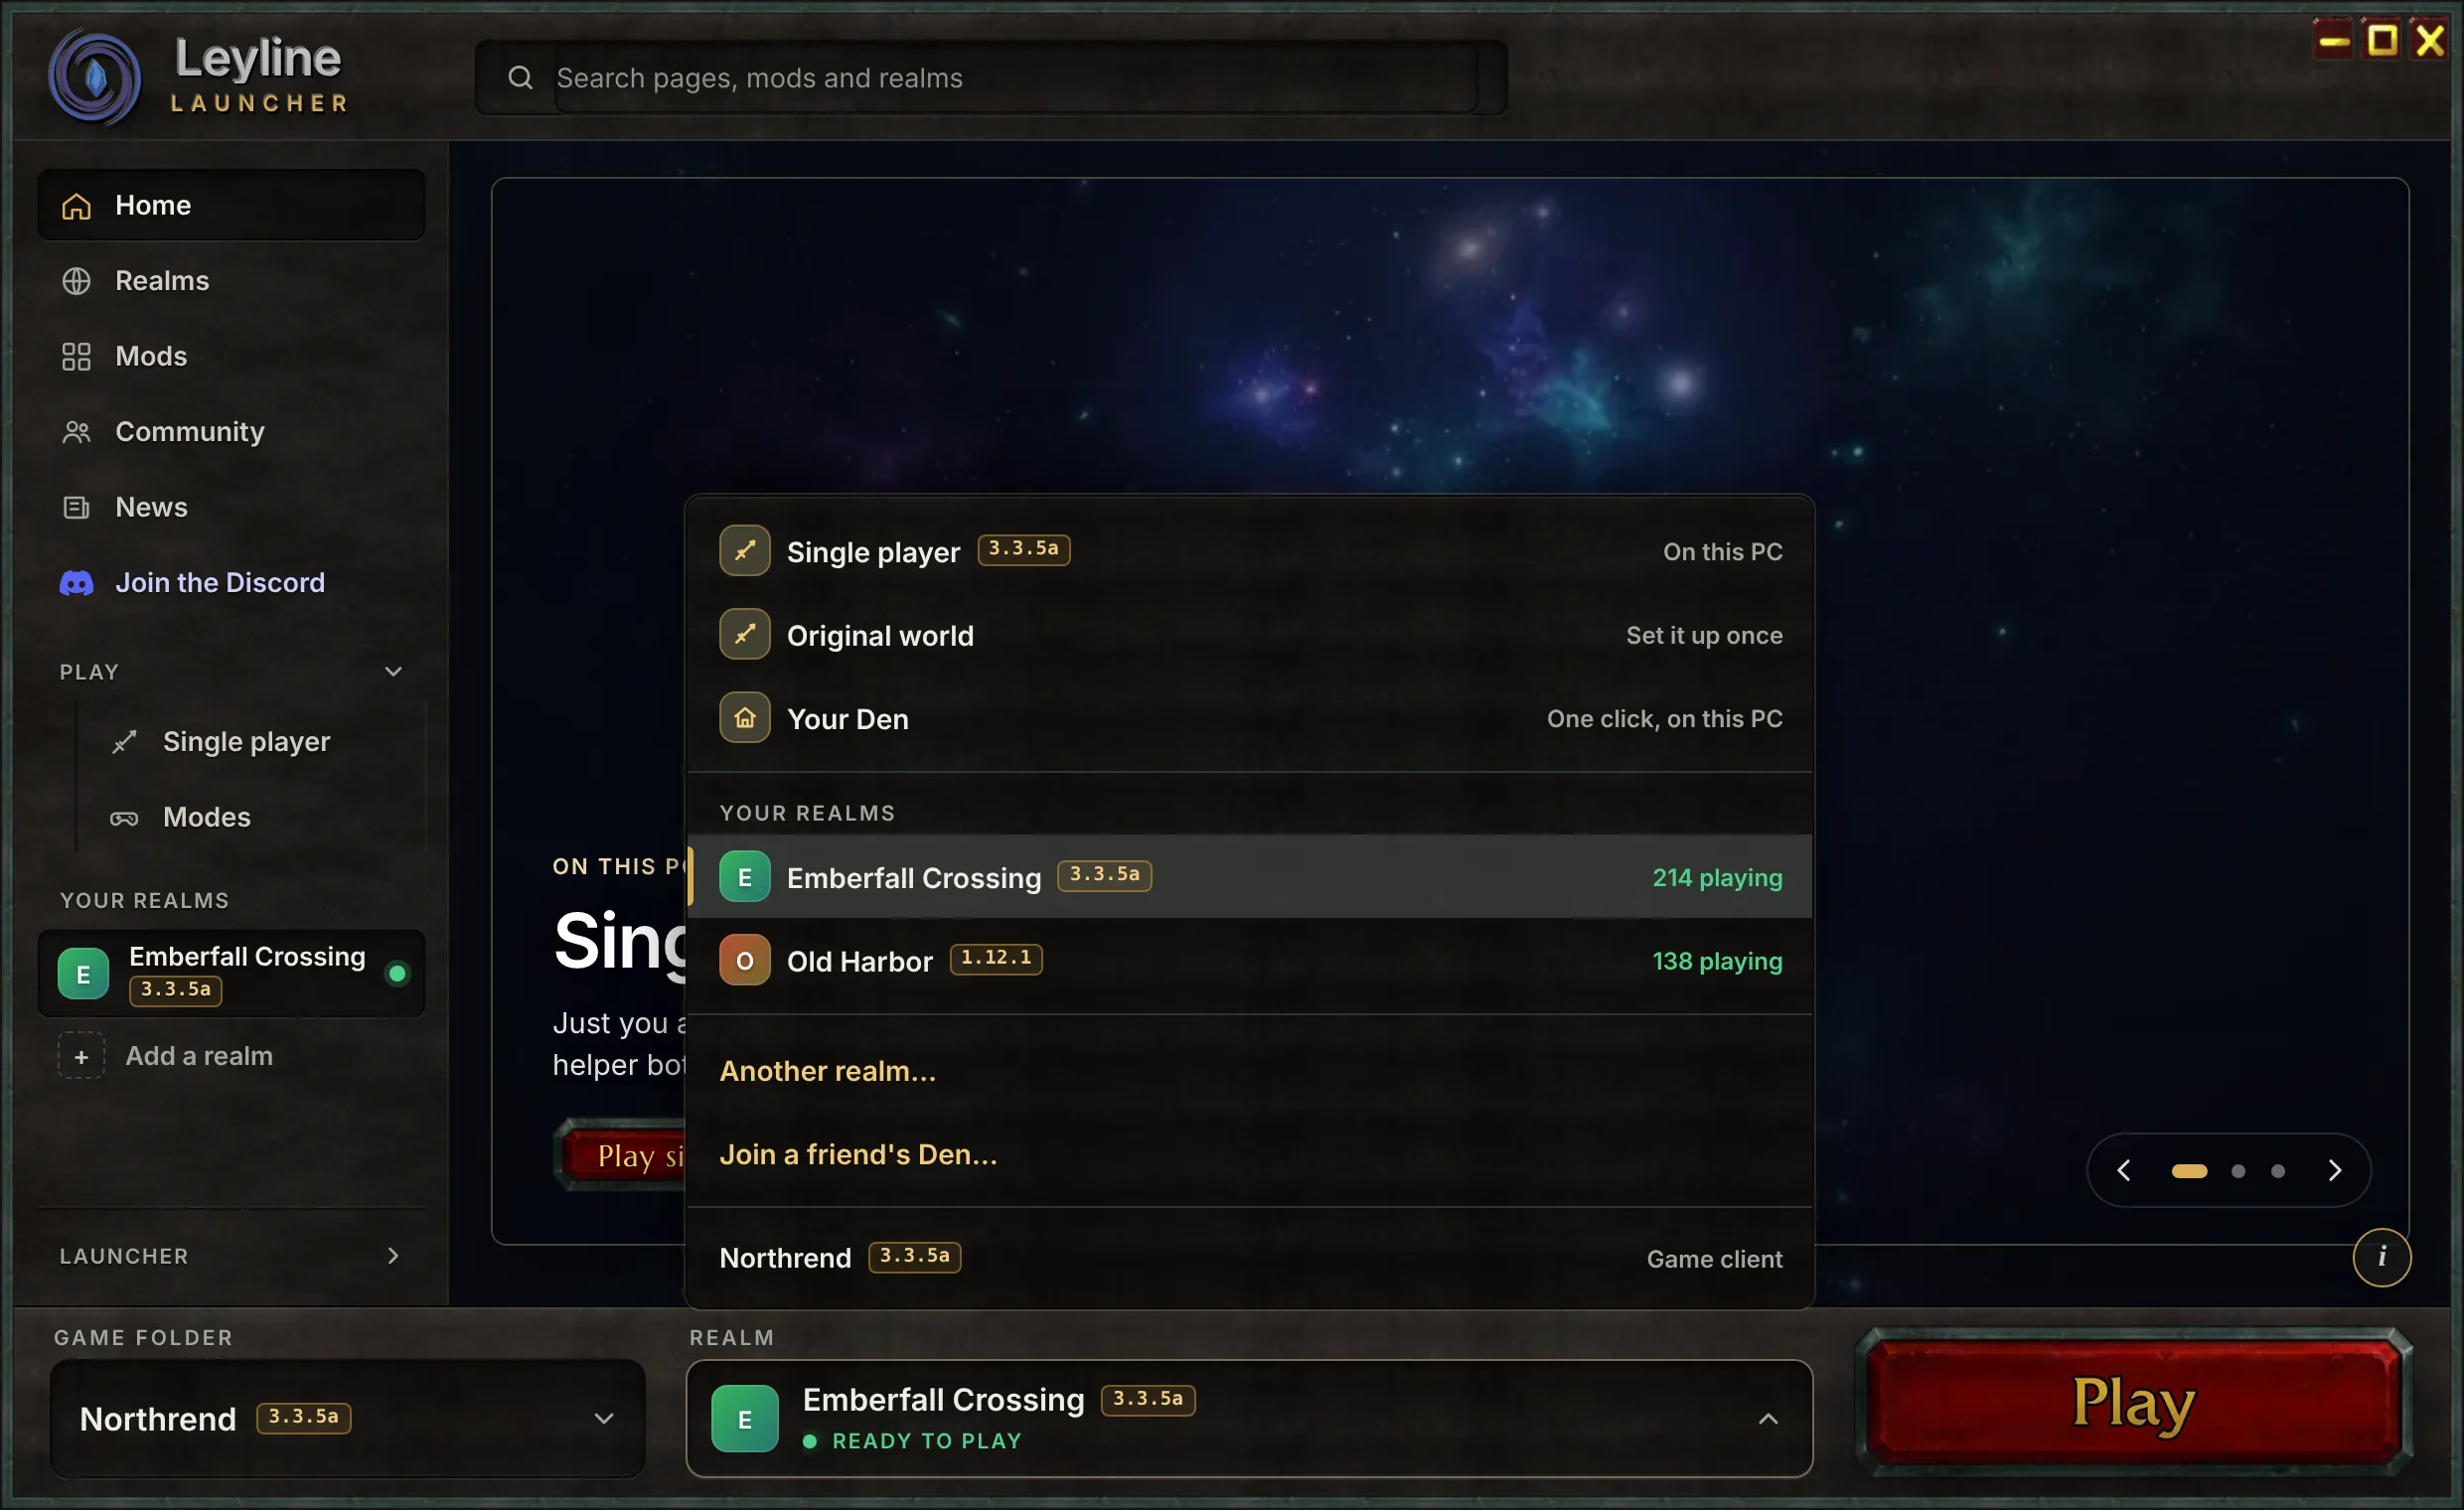 Leyline
LAUNCHER
Search pages, mods and realms
Home
Realms
Mods
Community
News
Join the Discord
PLAY
Single player
Modes
YOUR REALMS
E
Emberfall Crossing
3.3.5a
+ Add a realm
LAUNCHER
ON THIS
Sing
Just you
helper bot
Play si
Single player 3.3.5a On this PC
Original world Set it up once
Your Den One click, on this PC
YOUR REALMS
E Emberfall Crossing 3.3.5a 214 playing
O Old Harbor 1.12.1 138 playing
Another realm...
Join a friend's Den...
Northrend 3.3.5a Game client
i
GAME FOLDER
Northrend 3.3.5a
REALM
E
Emberfall Crossing 3.3.5a
READY TO PLAY
Play